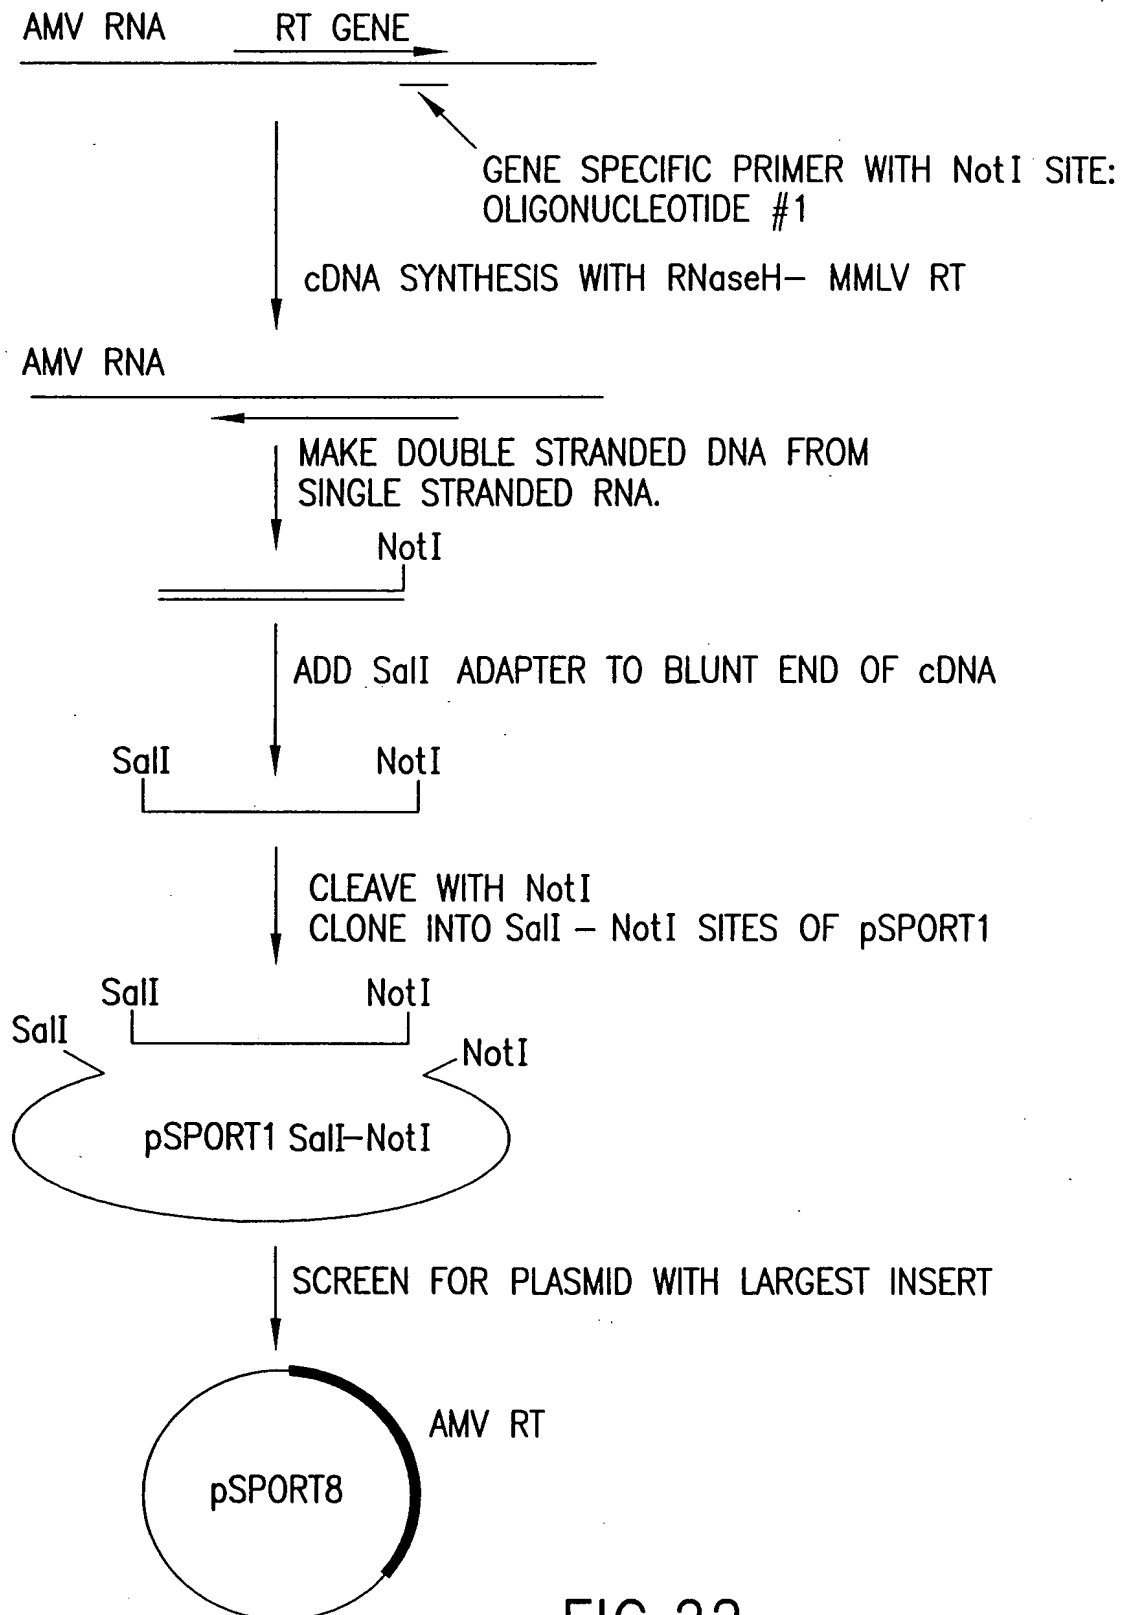 AMV RNA RT GENE
GENE SPECIFIC PRIMER WITH NotI SITE:
OLIGONUCLEOTIDE #1
cDNA SYNTHESIS WITH RNaseH– MMLV RT
AMV RNA
MAKE DOUBLE STRANDED DNA FROM
SINGLE STRANDED RNA.
NotI
ADD SalI ADAPTER TO BLUNT END OF cDNA
SalI NotI
CLEAVE WITH NotI
CLONE INTO SalI – NotI SITES OF pSPORT1
SalI NotI
SalI
NotI
pSPORT1 SalI–NotI
SCREEN FOR PLASMID WITH LARGEST INSERT
AMV RT
pSPORT8